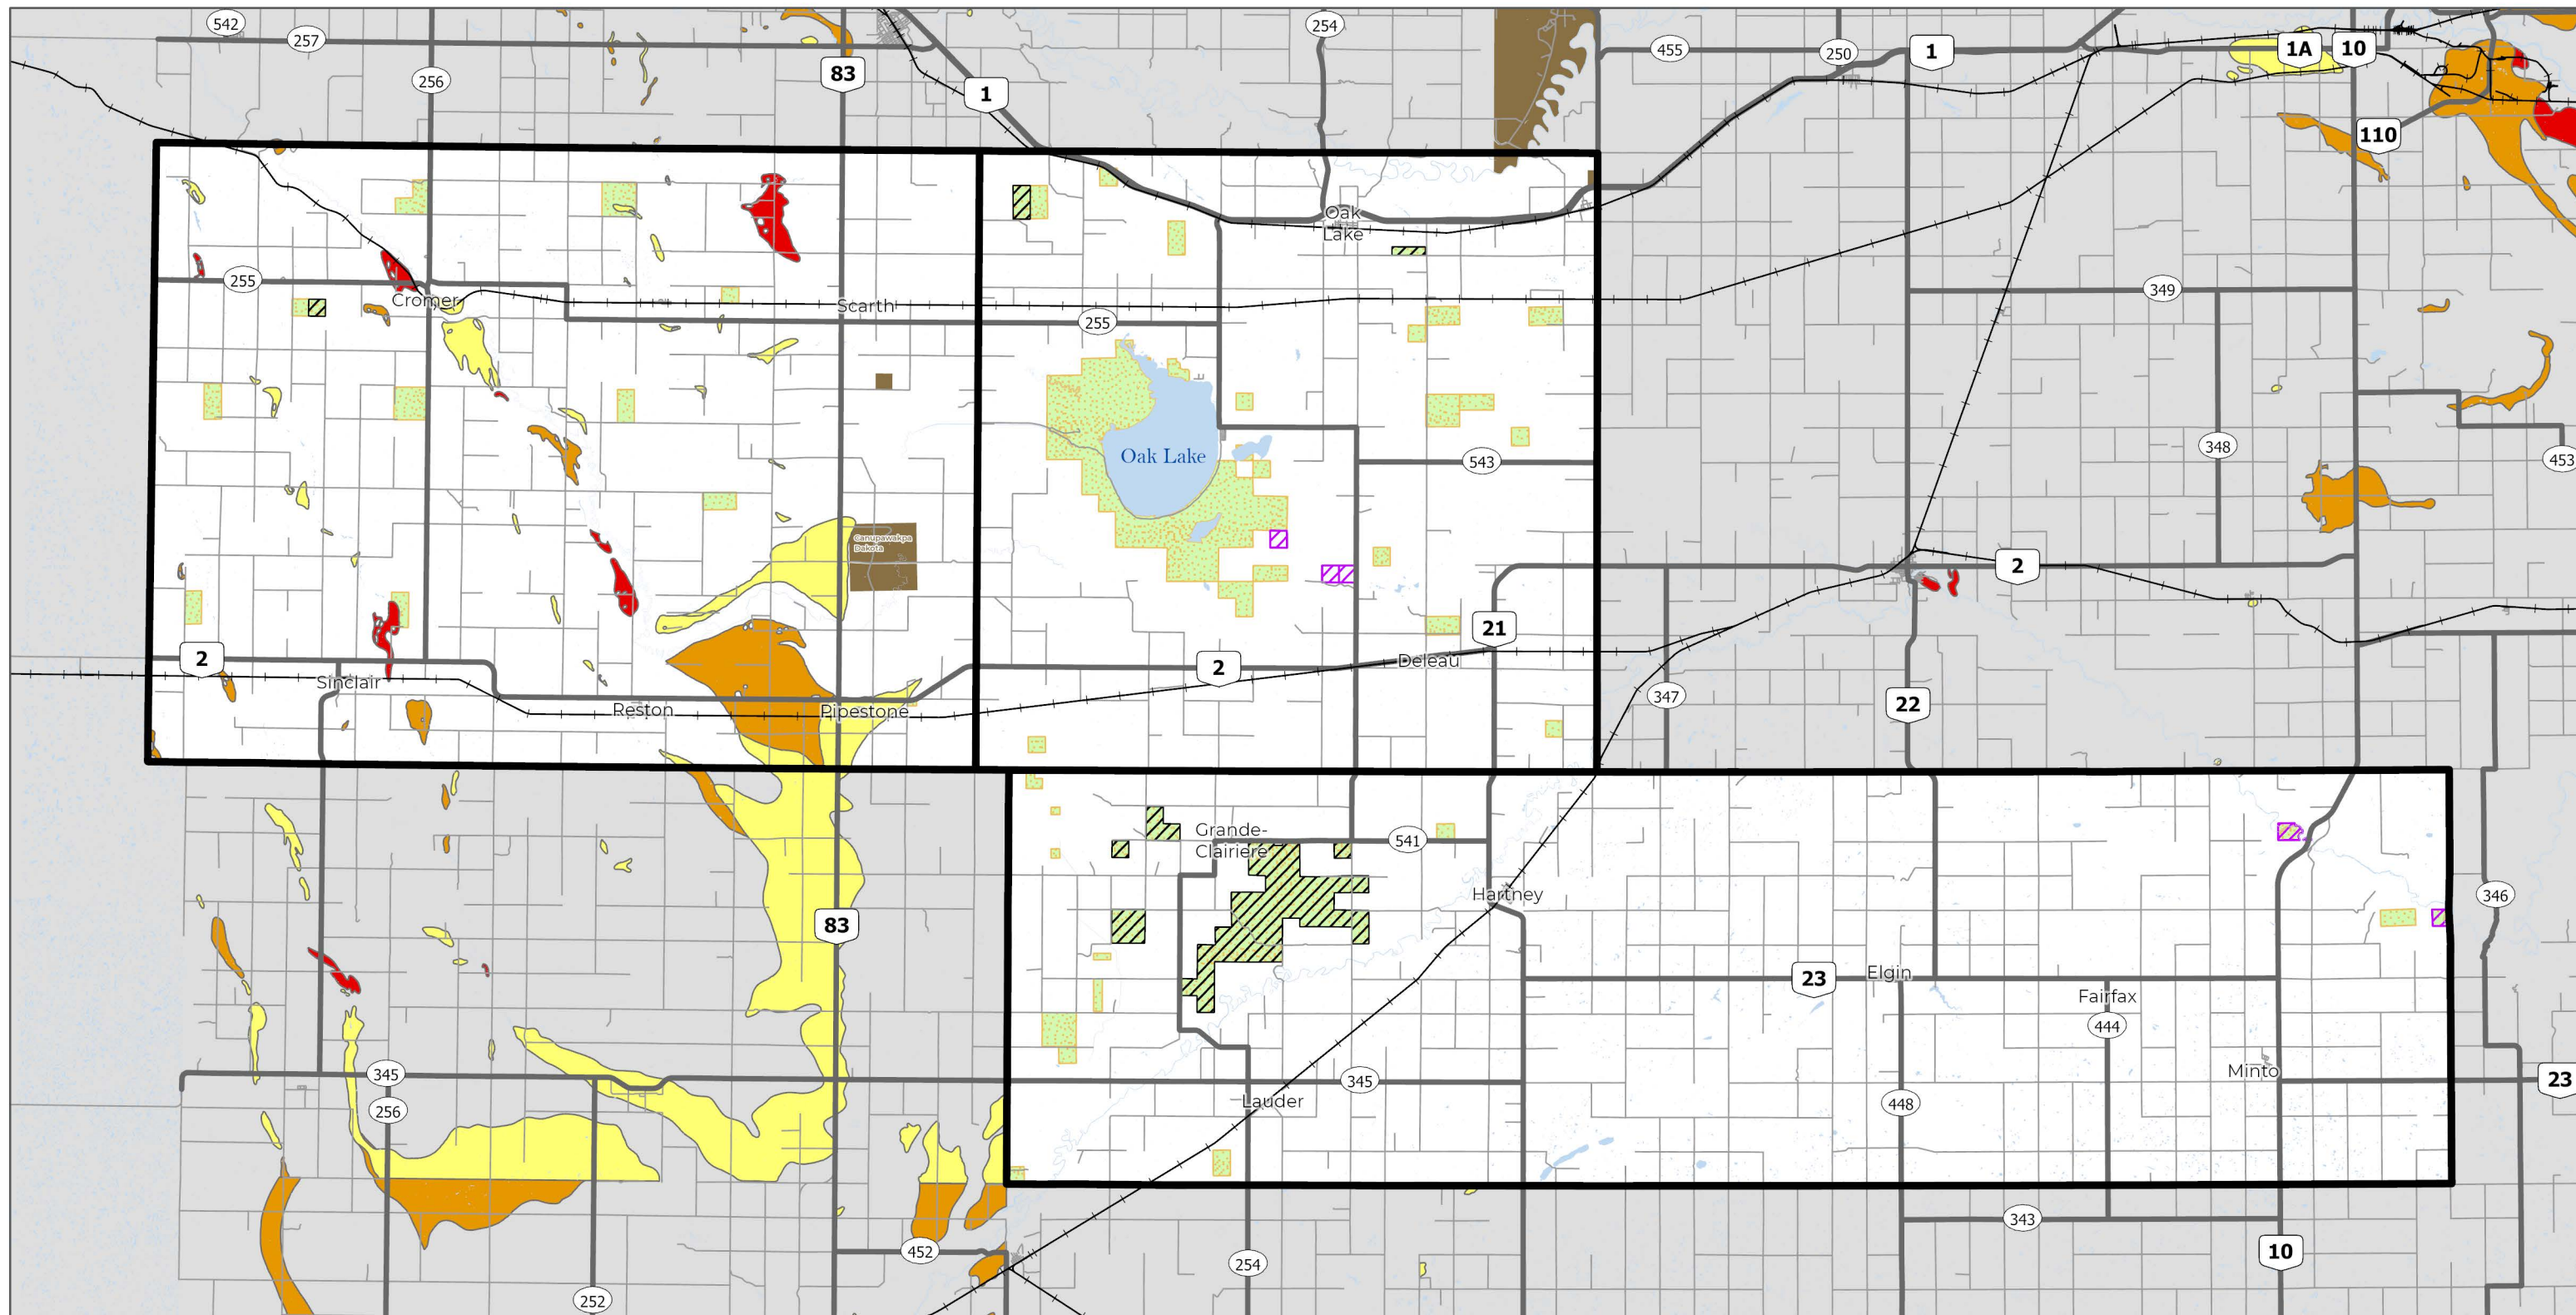 542
257
256
83
1
254
455
250
1
1A
10
110
Oak
Lake
255
Cromer
Scarth
255
349
Oak Lake
543
348
453
Canupawakpa
Dakota
2
21
2
Sinclair
2
Deleau
347
22
Reston
Pipestone
Grande-
Clairiere
541
Hartney
346
83
23
Elgin
Fairfax
444
345
256
345
Lauder
448
Minto
23
452
254
343
10
252